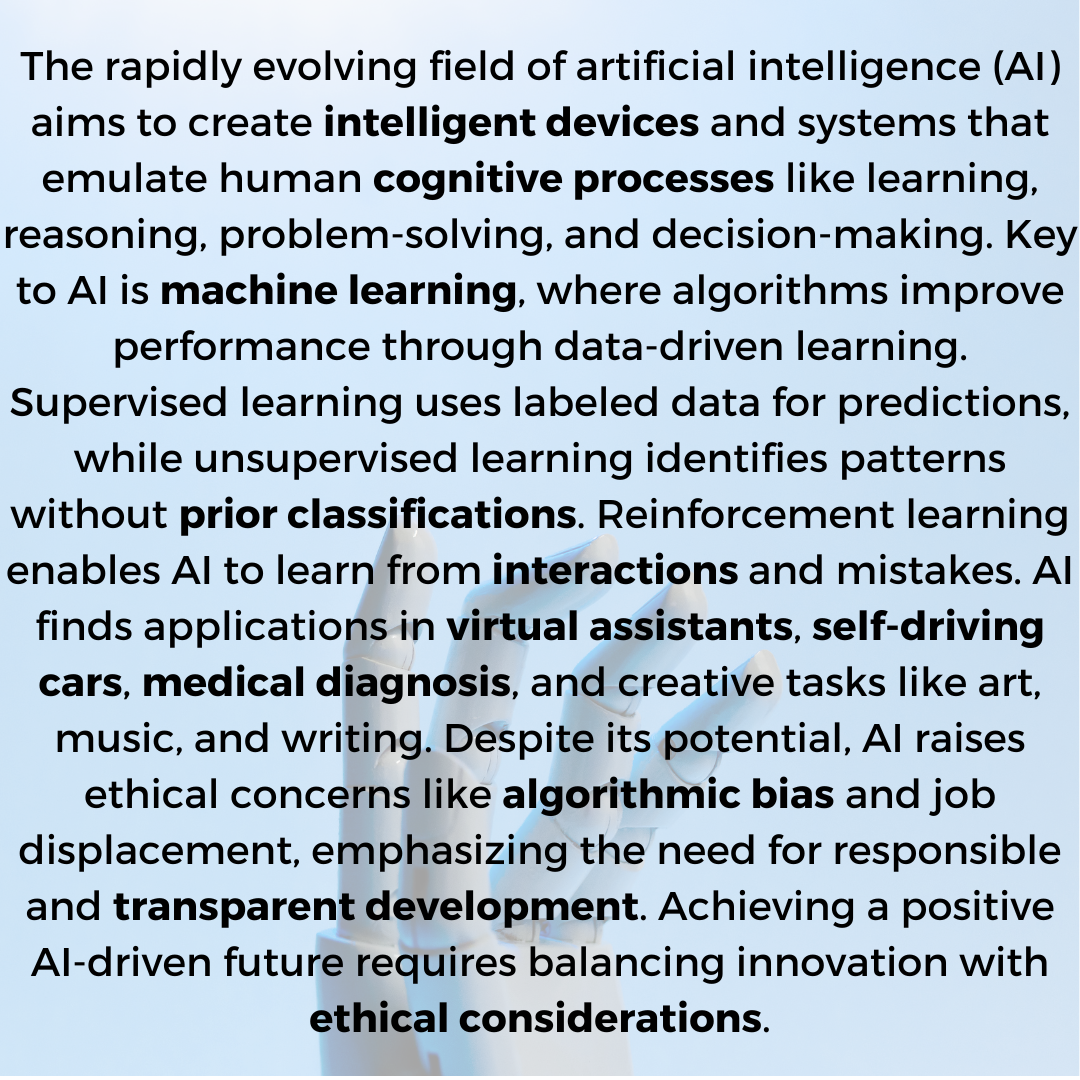 The rapidly evolving field of artificial intelligence (AI)
aims to create intelligent devices and systems that
emulate human cognitive processes like learning,
reasoning, problem-solving, and decision-making. Key
to AI is machine learning, where algorithms improve
performance through data-driven learning.
Supervised learning uses labeled data for predictions,
while unsupervised learning identifies patterns
without prior classifications. Reinforcement learning
enables AI to learn from interactions and mistakes. AI
finds applications in virtual assistants, self-driving
cars, medical diagnosis, and creative tasks like art,
music, and writing. Despite its potential, AI raises
ethical concerns like algorithmic bias and job
displacement, emphasizing the need for responsible
and transparent development. Achieving a positive
AI-driven future requires balancing innovation with
ethical considerations.